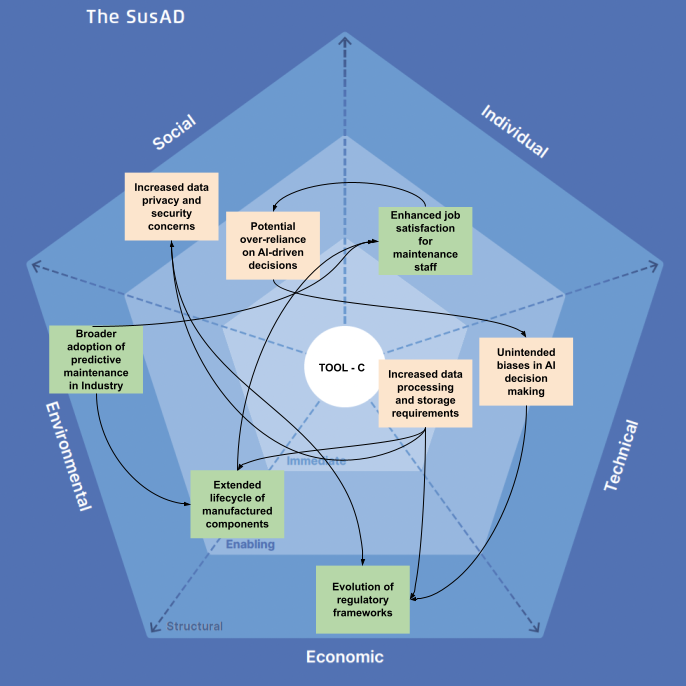 The SusAD
Social
Individual
Increased data
privacy and
security
concerns
Potential
over-reliance
on AI-driven
decisions
Enhanced job
satisfaction
for
maintenance
staff
Broader
adoption of
predictive
maintenance
in Industry
TOOL - C
Increased data
processing
and storage
requirements
Unintended
biases in AI
decision
making
Environmental
Technical
Immediate
Extended
lifecycle of
manufactured
components
Enabling
Evolution of
regulatory
frameworks
Structural
Economic